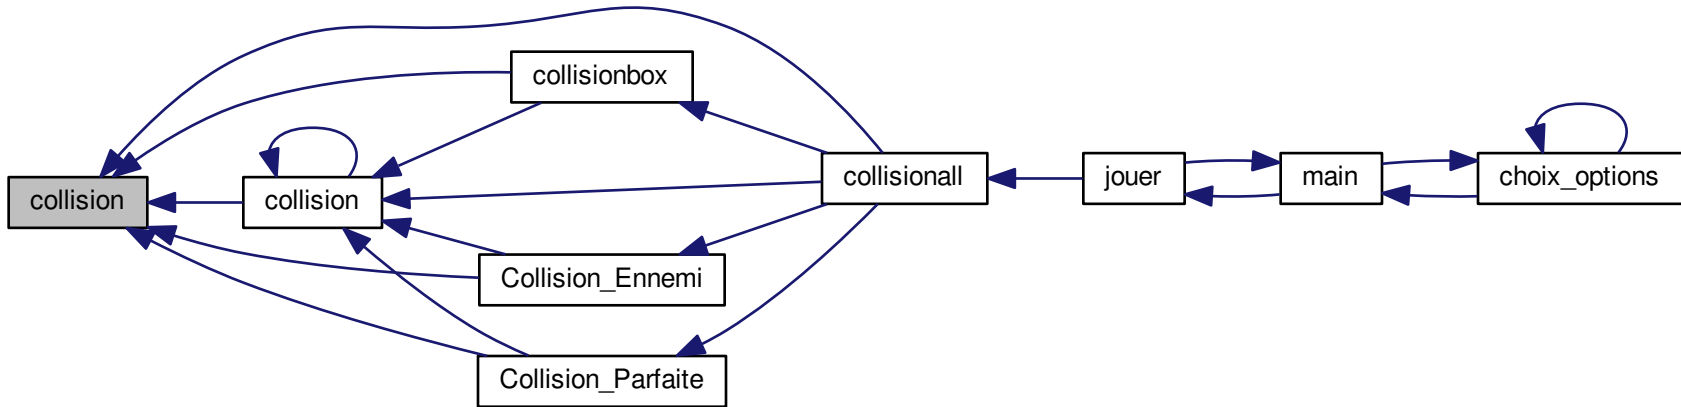 collision
collision
collisionbox
Collision_Ennemi
Collision_Parfaite
collisionall
jouer
main
choix_options